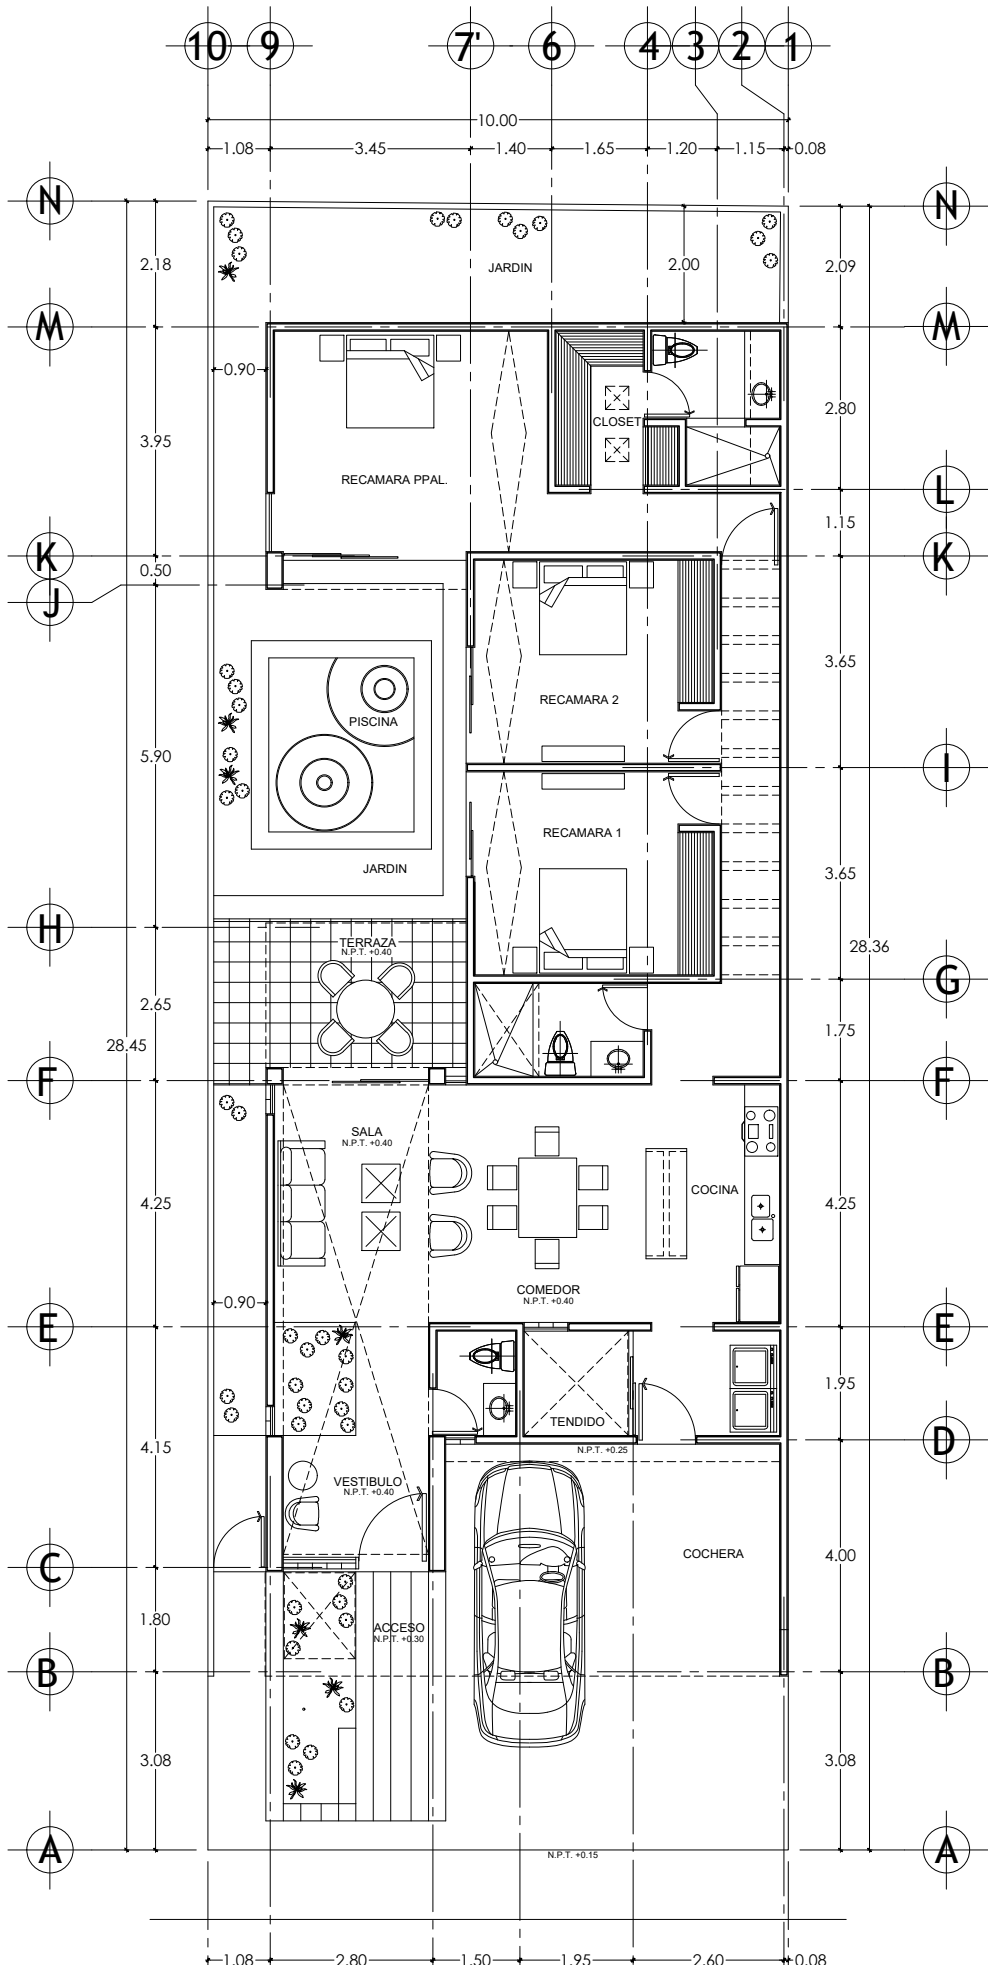 10 9 7' 6 4 3 2 1
10.00
1.08 3.45 1.40 1.65 1.20 1.15 0.08
N N
2.18 JARDIN 2.00 2.09
M M
0.90
2.80
CLOSET
3.95
RECAMARA PPAL.
L
1.15
K K
0.50
J
3.65
RECAMARA 2
PISCINA
5.90
I
RECAMARA 1
JARDIN 3.65
H
TERRAZA
N.P.T. +0.40
28.36
G
2.65
1.75
28.45
F F
SALA
N.P.T. +0.40
COCINA
4.25 4.25
COMEDOR
N.P.T. +0.40
0.90
E E
1.95
TENDIDO
D
4.15
N.P.T. +0.25
VESTIBULO
N.P.T. +0.40
COCHERA 4.00
C C
1.80
ACCESO
N.P.T. +0.30
B B
3.08 3.08
A A
N.P.T. +0.15
1.08 2.80 1.50 1.95 2.60 0.08